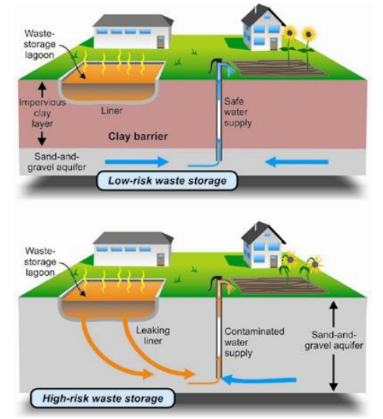 Waste-
storage
lagoon
Impervious
clay
layer
Liner
Safe
water
supply
Clay barrier
Sand-and-
gravel aquifer
Low-risk waste storage
Waste-
storage
lagoon
Leaking
liner
Contaminated
water
supply
Sand-and-
gravel
aquifer
High-risk waste storage